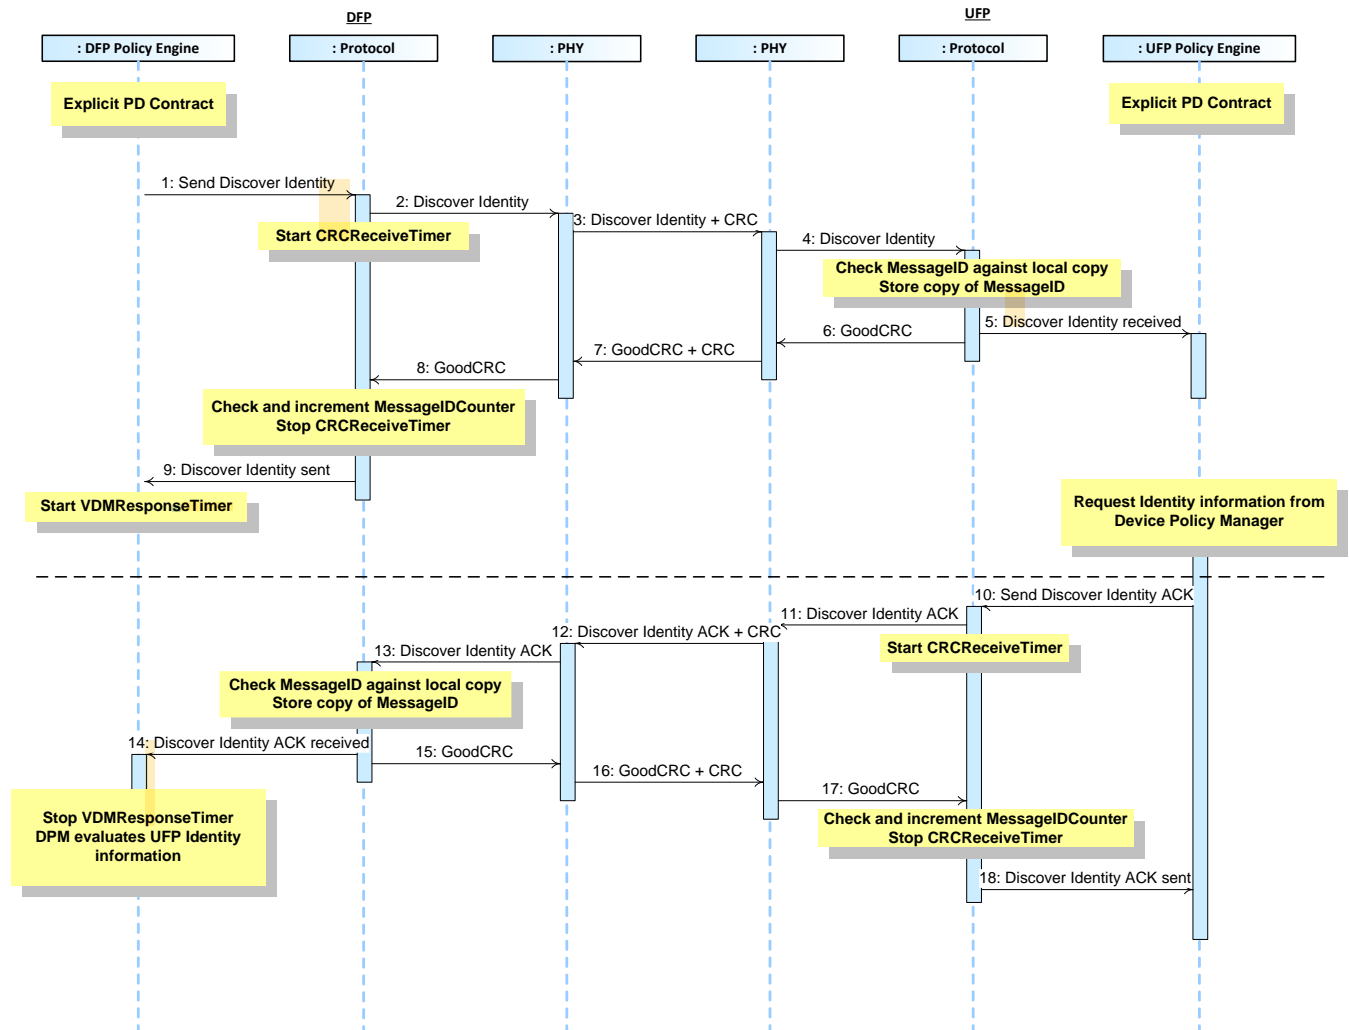 DFP
UFP
: DFP Policy Engine
: Protocol
: PHY
: PHY
: Protocol
: UFP Policy Engine
Explicit PD Contract
Explicit PD Contract
1: Send Discover Identity
2: Discover Identity
3: Discover Identity + CRC
Start CRCReceiveTimer
4: Discover Identity
Check MessageID against local copy
Store copy of MessageID
5: Discover Identity received
6: GoodCRC
7: GoodCRC + CRC
8: GoodCRC
Check and increment MessageIDCounter
Stop CRCReceiveTimer
9: Discover Identity sent
Start VDMResponseTimer
Request Identity information from
Device Policy Manager
10: Send Discover Identity ACK
11: Discover Identity ACK
12: Discover Identity ACK + CRC
Start CRCReceiveTimer
13: Discover Identity ACK
Check MessageID against local copy
Store copy of MessageID
14: Discover Identity ACK received
15: GoodCRC
16: GoodCRC + CRC
17: GoodCRC
Stop VDMResponseTimer
DPM evaluates UFP Identity
information
Check and increment MessageIDCounter
Stop CRCReceiveTimer
18: Discover Identity ACK sent